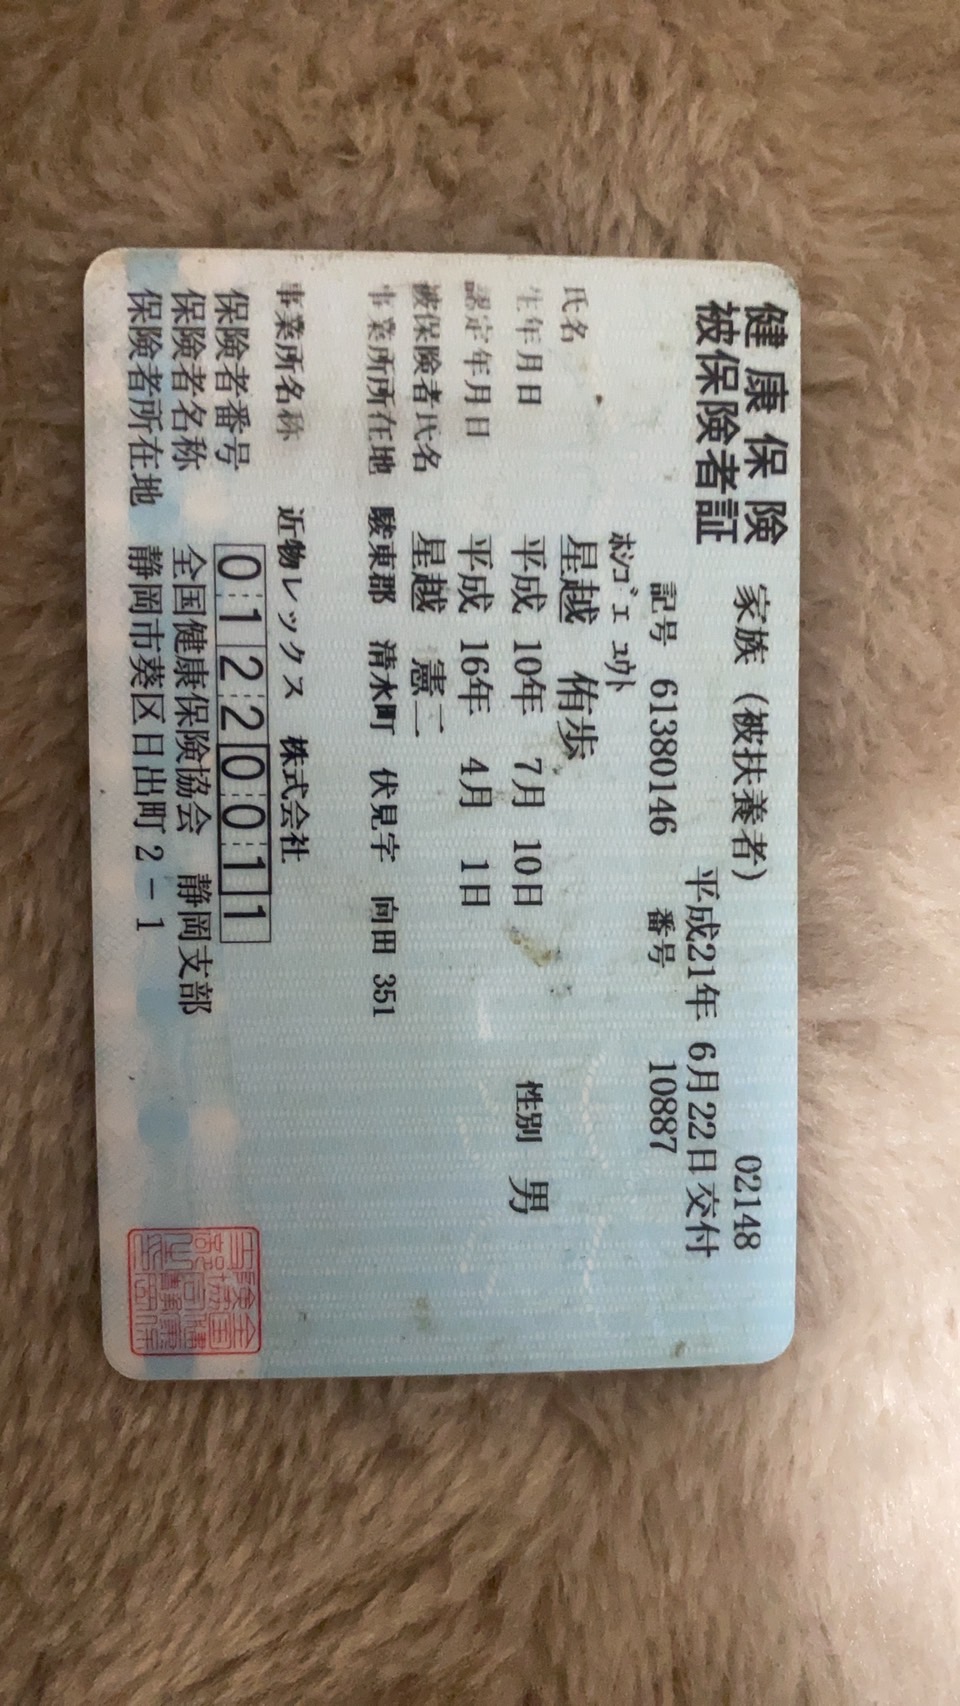 健康保険 家族（被扶養者） 02148
被保険者証 平成21年 6月22日交付
記号 61380146 番号 10887
ﾎｼｺﾞｴ ﾕｳﾄ
氏名 星越 侑歩
生年月日 平成 10年 7月 10日 性別 男
認定年月日 平成 16年 4月 1日
被保険者氏名 星越 憲二
事業所所在地 駿東郡 清水町 伏見字 向田 351
事業所名称 近物レックス 株式会社
保険者番号 01220011
保険者名称 全国健康保険協会 静岡支部
保険者所在地 静岡市葵区日出町2-1